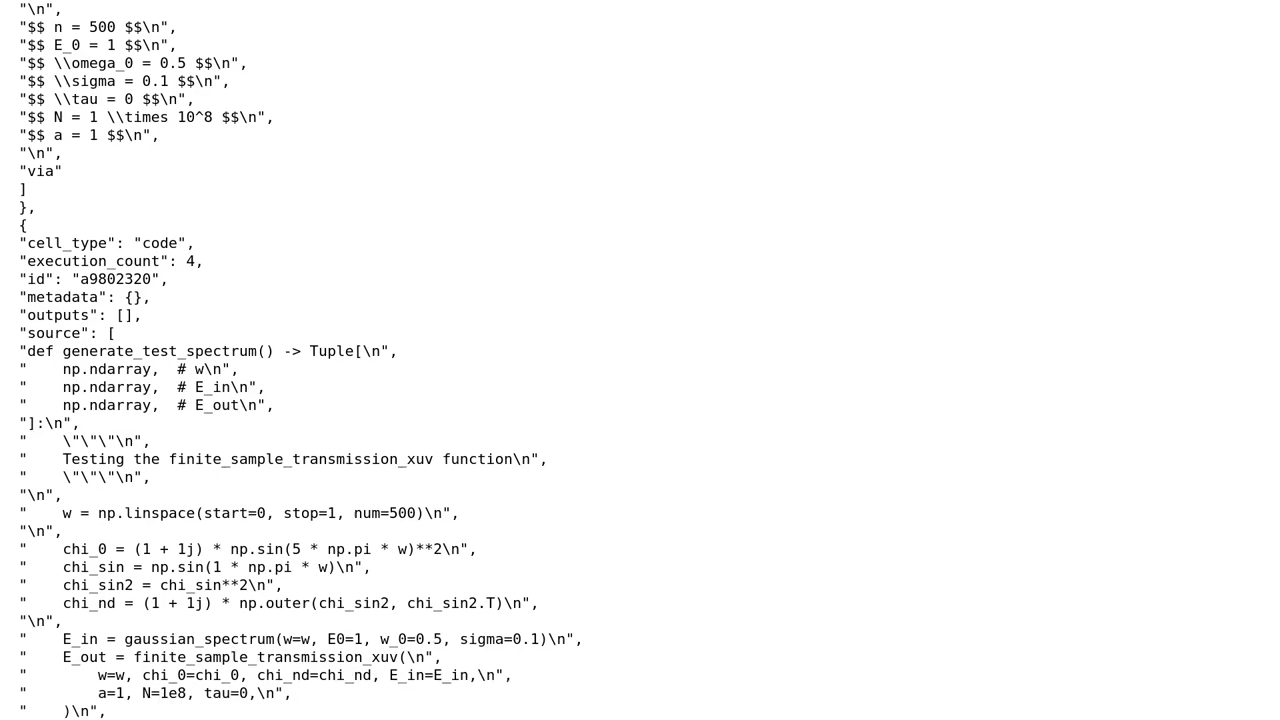 "\n",
"$$ n = 500 $$\n",
"$$ E_0 = 1 $$\n",
"$$ \\omega_0 = 0.5 $$\n",
"$$ \\sigma = 0.1 $$\n",
"$$ \\tau = 0 $$\n",
"$$ N = 1 \\times 10^8 $$\n",
"$$ a = 1 $$\n",
"\n",
"via"
]
},
{
"cell_type": "code",
"execution_count": 4,
"id": "a9802320",
"metadata": {},
"outputs": [],
"source": [
"def generate_test_spectrum() -> Tuple[\n",
"    np.ndarray,  # w\n",
"    np.ndarray,  # E_in\n",
"    np.ndarray,  # E_out\n",
"]:\n",
"    \"\"\"\n",
"    Testing the finite_sample_transmission_xuv function\n",
"    \"\"\"\n",
"\n",
"    w = np.linspace(start=0, stop=1, num=500)\n",
"\n",
"    chi_0 = (1 + 1j) * np.sin(5 * np.pi * w)**2\n",
"    chi_sin = np.sin(1 * np.pi * w)\n",
"    chi_sin2 = chi_sin**2\n",
"    chi_nd = (1 + 1j) * np.outer(chi_sin2, chi_sin2.T)\n",
"\n",
"    E_in = gaussian_spectrum(w=w, E0=1, w_0=0.5, sigma=0.1)\n",
"    E_out = finite_sample_transmission_xuv(\n",
"        w=w, chi_0=chi_0, chi_nd=chi_nd, E_in=E_in,\n",
"        a=1, N=1e8, tau=0,\n",
"    )\n",